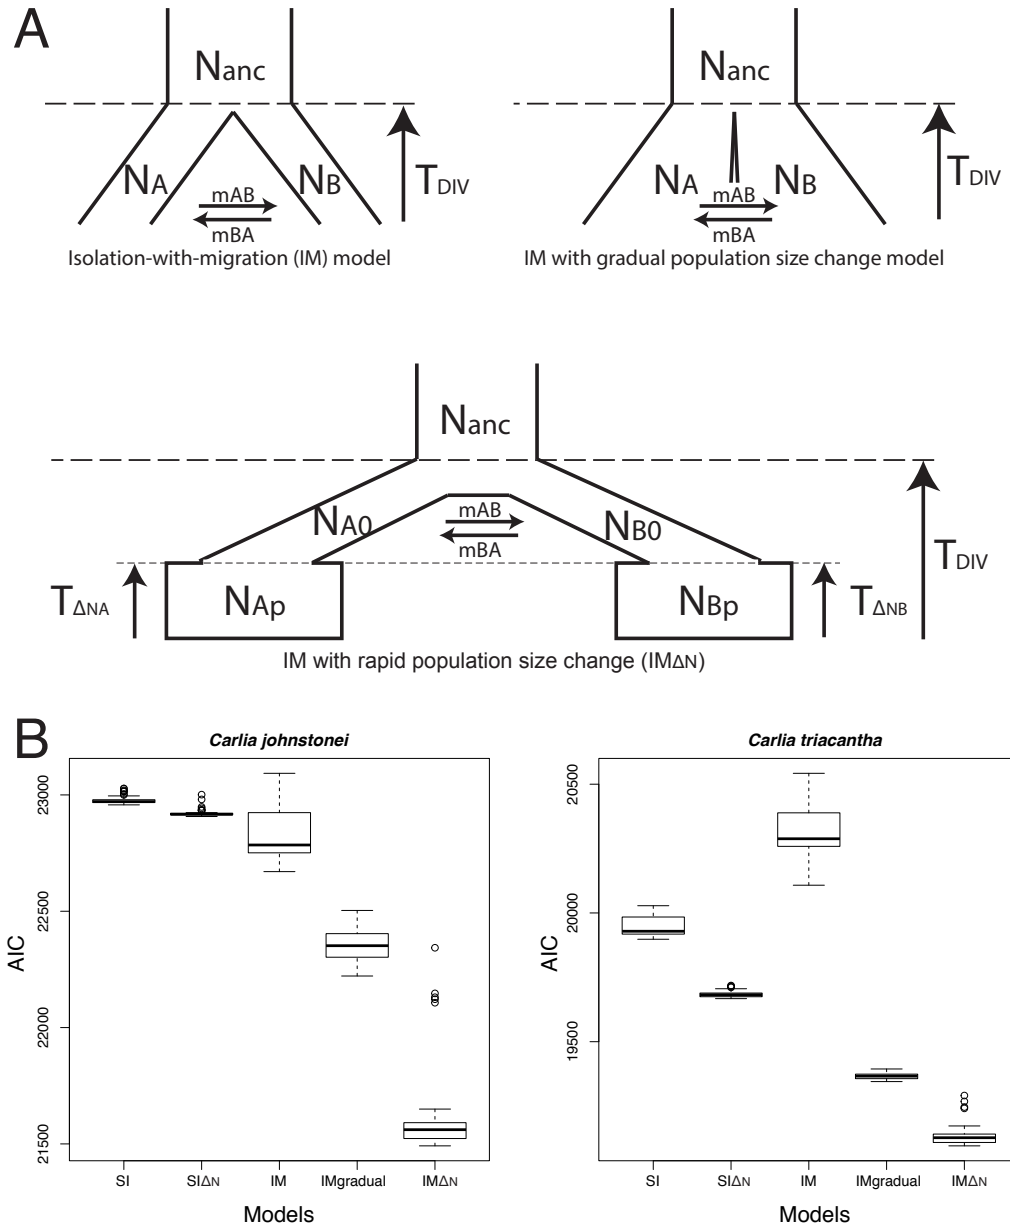 A
Nanc
Nanc
NA
NB
TDIV
NA
NB
TDIV
mAB
mAB
mBA
mBA
Isolation-with-migration (IM) model
IM with gradual population size change model
Nanc
NA0
mAB
NB0
mBA
TDIV
TΔNA
NAp
NBp
TΔNB
IM with rapid population size change (IMΔN)
B
Carlia johnstonei
Carlia triacantha
AIC
23000
22500
22000
21500
SI
SIΔN
IM
IMgradual
IMΔN
Models
AIC
20500
20000
19500
SI
SIΔN
IM
IMgradual
IMΔN
Models